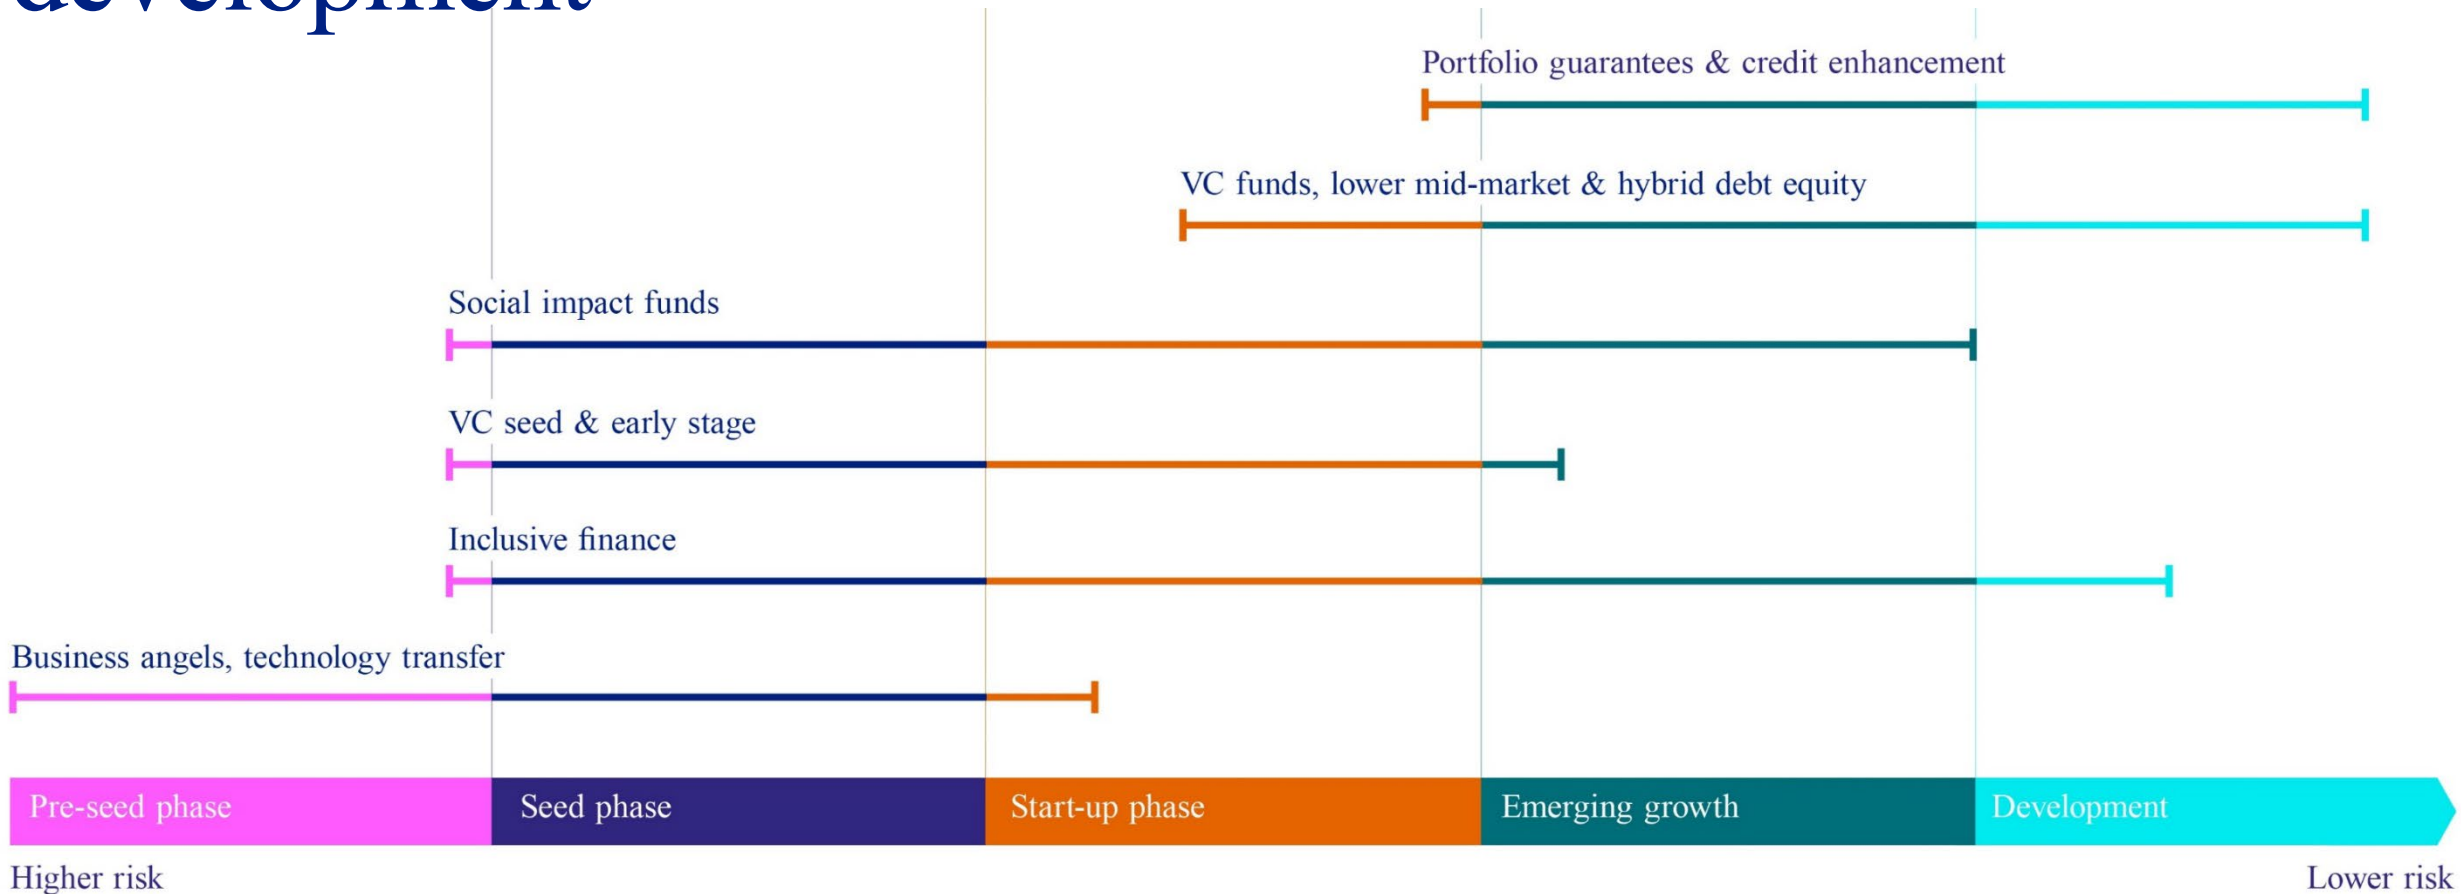 development
Portfolio guarantees & credit enhancement
VC funds, lower mid-market & hybrid debt equity
Social impact funds
VC seed & early stage
Inclusive finance
Business angels, technology transfer
Pre-seed phase
Seed phase
Start-up phase
Emerging growth
Development
Higher risk
Lower risk